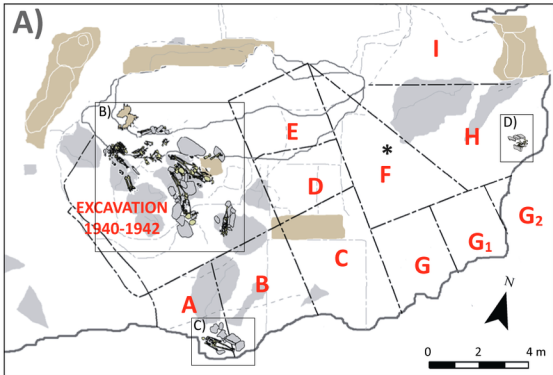 A)
I
B)
D)
E
*
H
F
D
EXCAVATION
1940-1942
G₂
G₁
B
C
G
A
N
C)
0 2 4 m